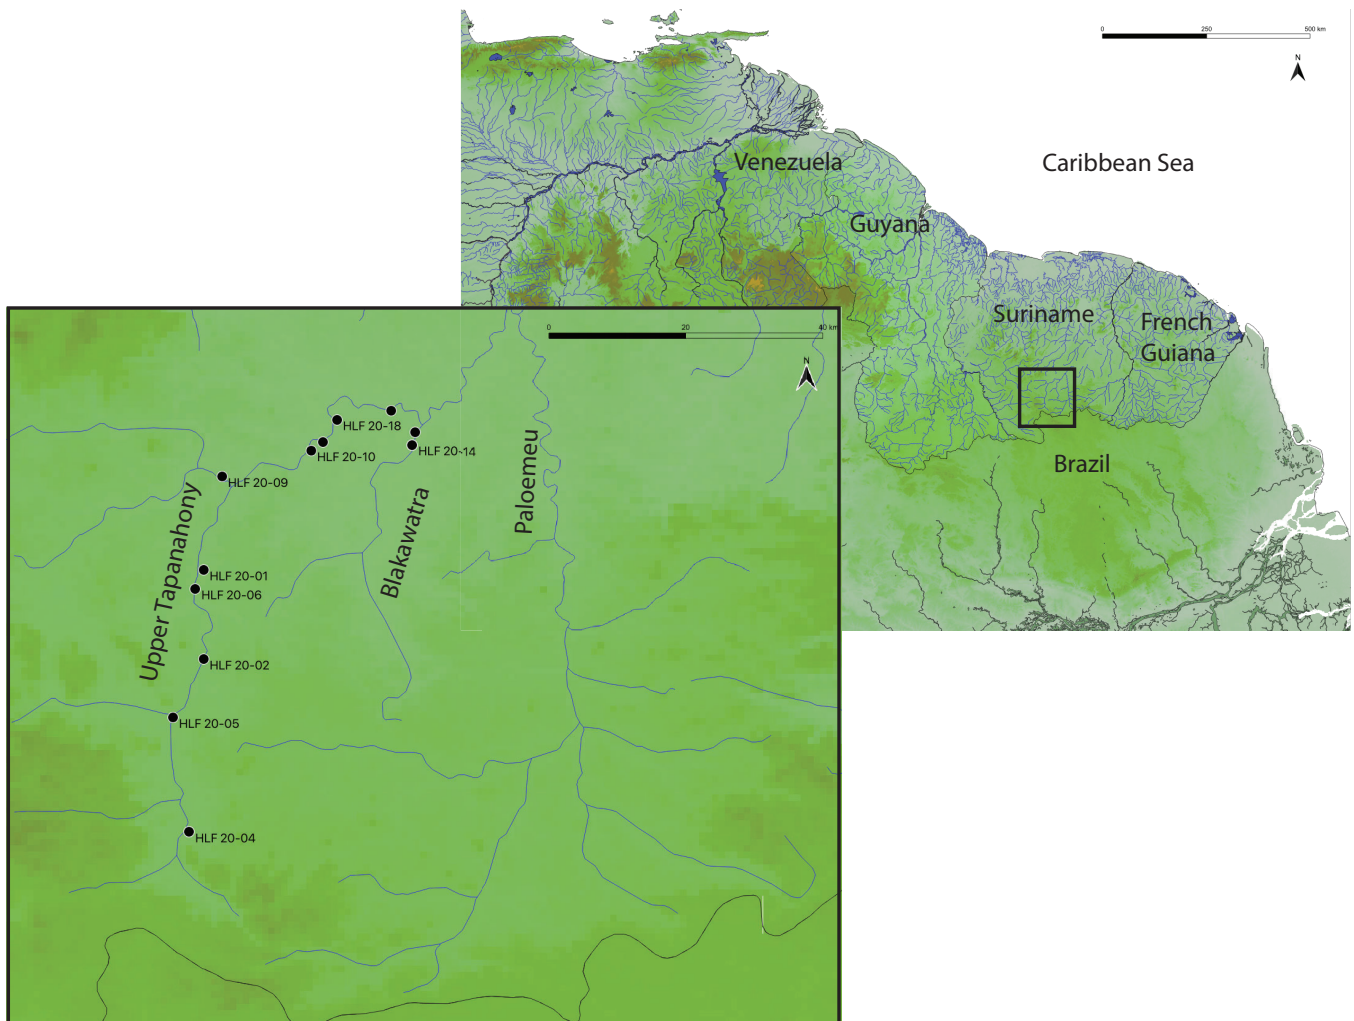 0 250 500 km
N
Venezuela
Caribbean Sea
Guyana
Suriname
French
Guiana
Brazil
0 20 40 km
N
HLF 20-18
HLF 20-10
HLF 20-14
HLF 20-09
Upper Tapanahony
Blakawatra
Paloemeu
HLF 20-01
HLF 20-06
HLF 20-02
HLF 20-05
HLF 20-04